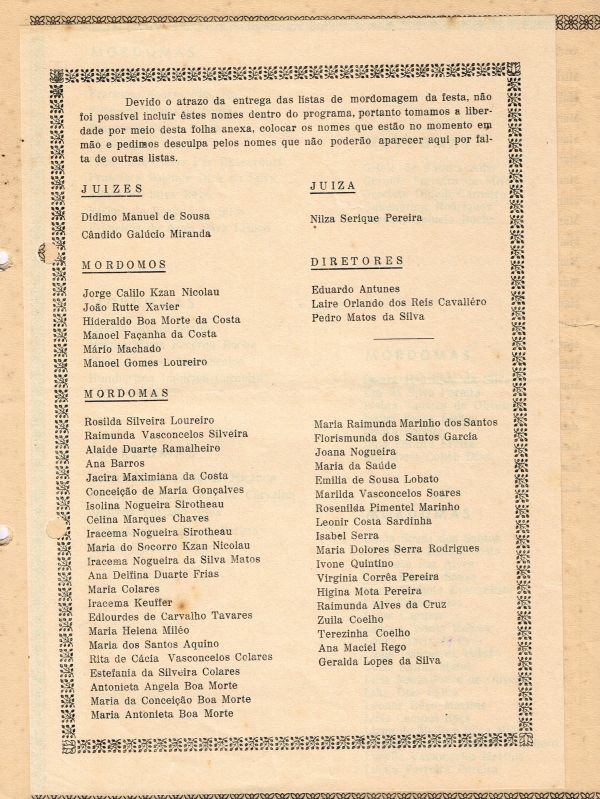 Devido o atrazo da entrega das listas de mordomagem da festa, não
foi possível incluir êstes nomes dentro do programa, portanto tomamos a liber-
dade por meio desta folha anexa, colocar os nomes que estão no momento em
mão e pedimos desculpa pelos nomes que não poderão aparecer aqui por fal-
ta de outras listas.
JUIZES
Didimo Manuel de Sousa
Cândido Galúcio Miranda
JUIZA
Nilza Serique Pereira
MORDOMOS
Jorge Calilo Kzan Nicolau
João Rutte Xavier
Hideraldo Boa Morte da Costa
Manoel Façanha da Costa
Mário Machado
Manoel Gomes Loureiro
DIRETORES
Eduardo Antunes
Laire Orlando dos Reis Cavalléro
Pedro Matos da Silva
MORDOMAS
Rosilda Silveira Loureiro
Raimunda Vasconcelos Silveira
Alaide Duarte Ramalheiro
Ana Barros
Jacira Maximiana da Costa
Conceição de Maria Gonçalves
Isolina Nogueira Sirotheau
Celina Marques Chaves
Iracema Nogueira Sirotheau
Maria do Socorro Kzan Nicolau
Iracema Nogueira da Silva Matos
Ana Delfina Duarte Frias
Maria Colares
Iracema Keuffer
Edlourdes de Carvalho Tavares
Maria Helena Miléo
Maria dos Santos Aquino
Rita de Cácia Vasconcelos Colares
Estefania da Silveira Colares
Antonieta Angela Boa Morte
Maria da Conceição Boa Morte
Maria Antonieta Boa Morte
Maria Raimunda Marinho dos Santos
Florismunda dos Santos Garcia
Joana Nogueira
Maria da Saúde
Emilia de Sousa Lobato
Marilda Vasconcelos Soares
Rosenilda Pimentel Marinho
Leonir Costa Sardinha
Isabel Serra
Maria Dolores Serra Rodrigues
Ivone Quintino
Virginia Corrêa Pereira
Higina Mota Pereira
Raimunda Alves da Cruz
Zuila Coelho
Terezinha Coelho
Ana Maciel Rego
Geralda Lopes da Silva